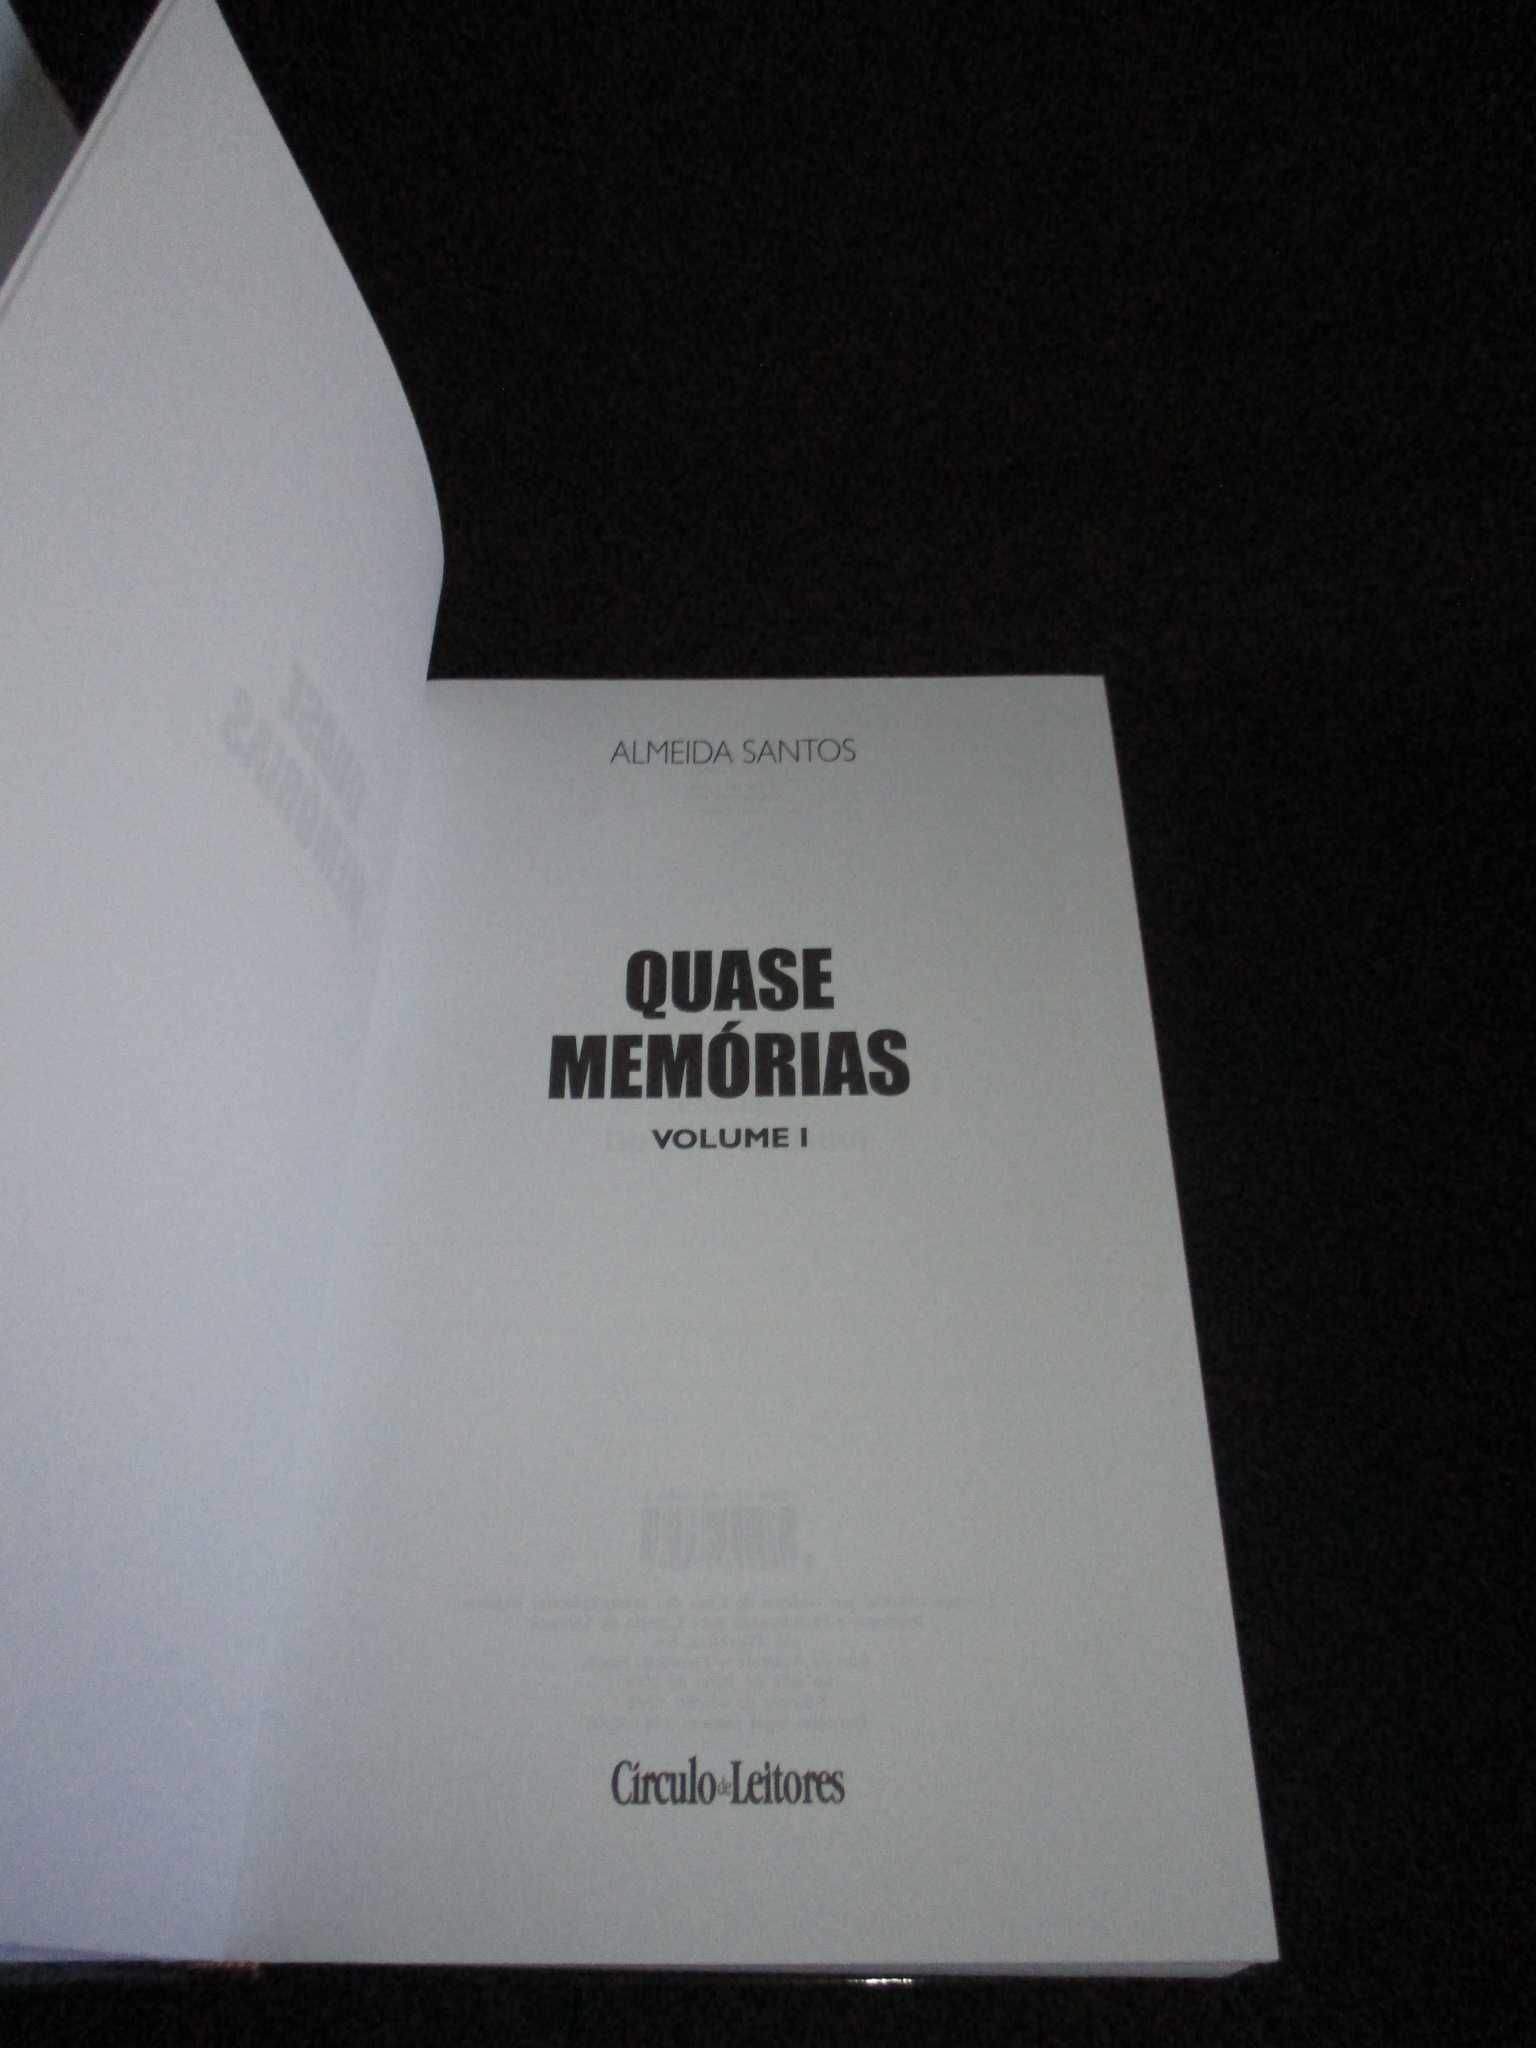 ALMEIDA SANTOS
QUASE
MEMÓRIAS
VOLUME I
Círculo de Leitores